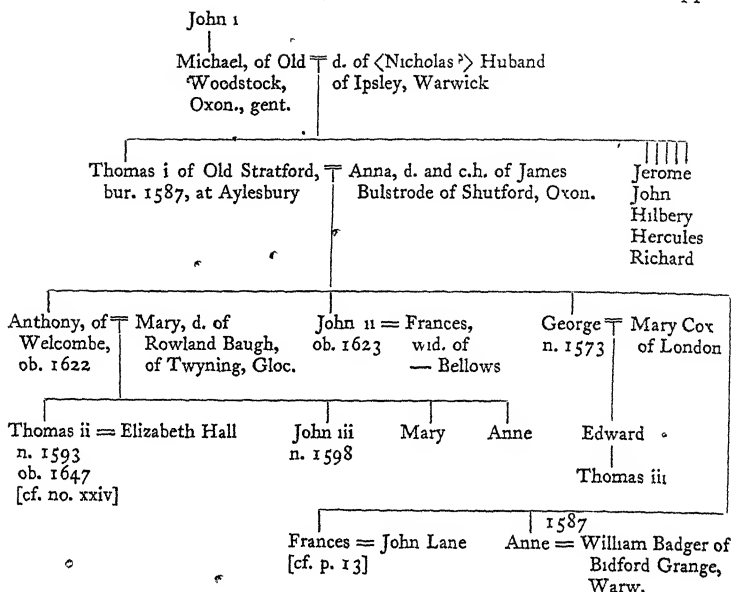 John i
Michael, of Old Woodstock, Oxon., gent.
d. of <Nicholas ?> Huband of Ipsley, Warwick
Thomas i of Old Stratford, bur. 1587, at Aylesbury
Anna, d. and c.h. of James Bulstrode of Shutford, Oxon.
Jerome
John
Hilbery
Hercules
Richard
Anthony, of Welcombe, ob. 1622
Mary, d. of Rowland Baugh, of Twyning, Gloc.
John ii = Frances, wid. of — Bellows
ob. 1623
George n. 1573
Mary Cox of London
Thomas ii = Elizabeth Hall
n. 1593
ob. 1647
[cf. no. xxiv]
John iii
n. 1598
Mary
Anne
Edward
Thomas iii
Frances = John Lane
[cf. p. 13]
1587
Anne = William Badger of Bidford Grange, Warw.